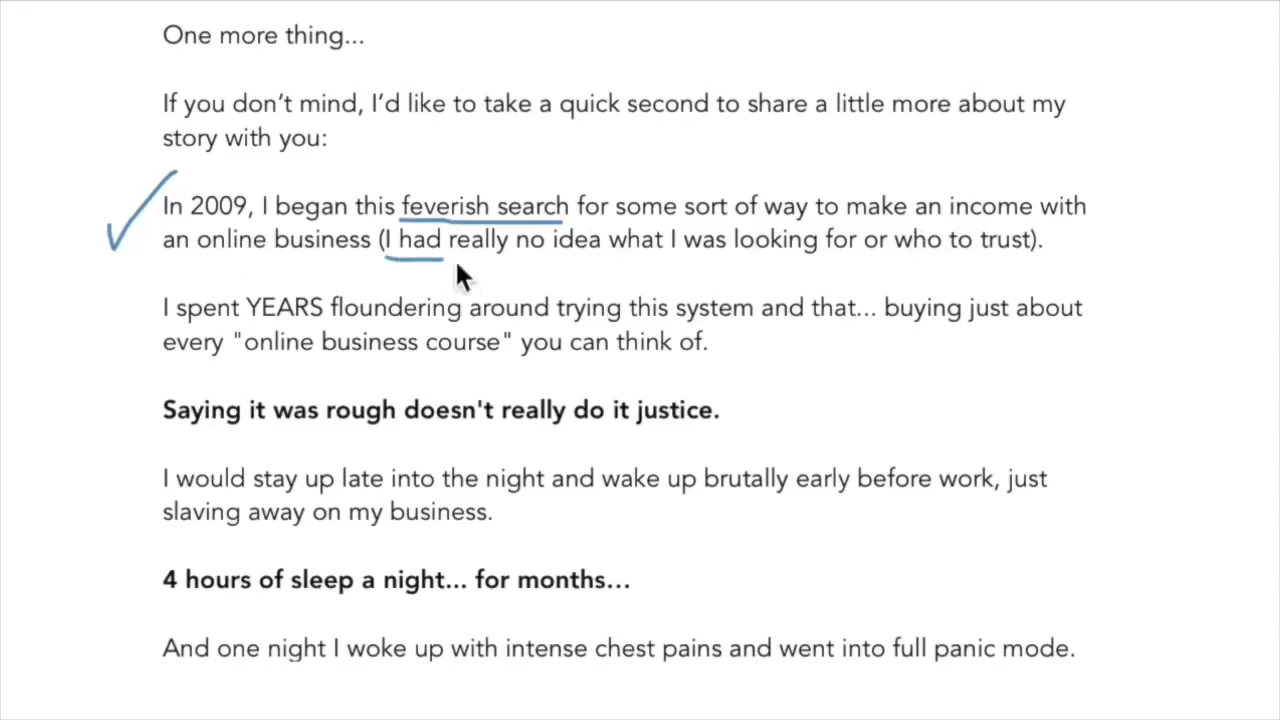 One more thing...
If you don’t mind, I’d like to take a quick second to share a little more about my
story with you:
In 2009, I began this feverish search for some sort of way to make an income with
an online business (I had really no idea what I was looking for or who to trust).
I spent YEARS floundering around trying this system and that... buying just about
every "online business course" you can think of.
Saying it was rough doesn't really do it justice.
I would stay up late into the night and wake up brutally early before work, just
slaving away on my business.
4 hours of sleep a night... for months...
And one night I woke up with intense chest pains and went into full panic mode.